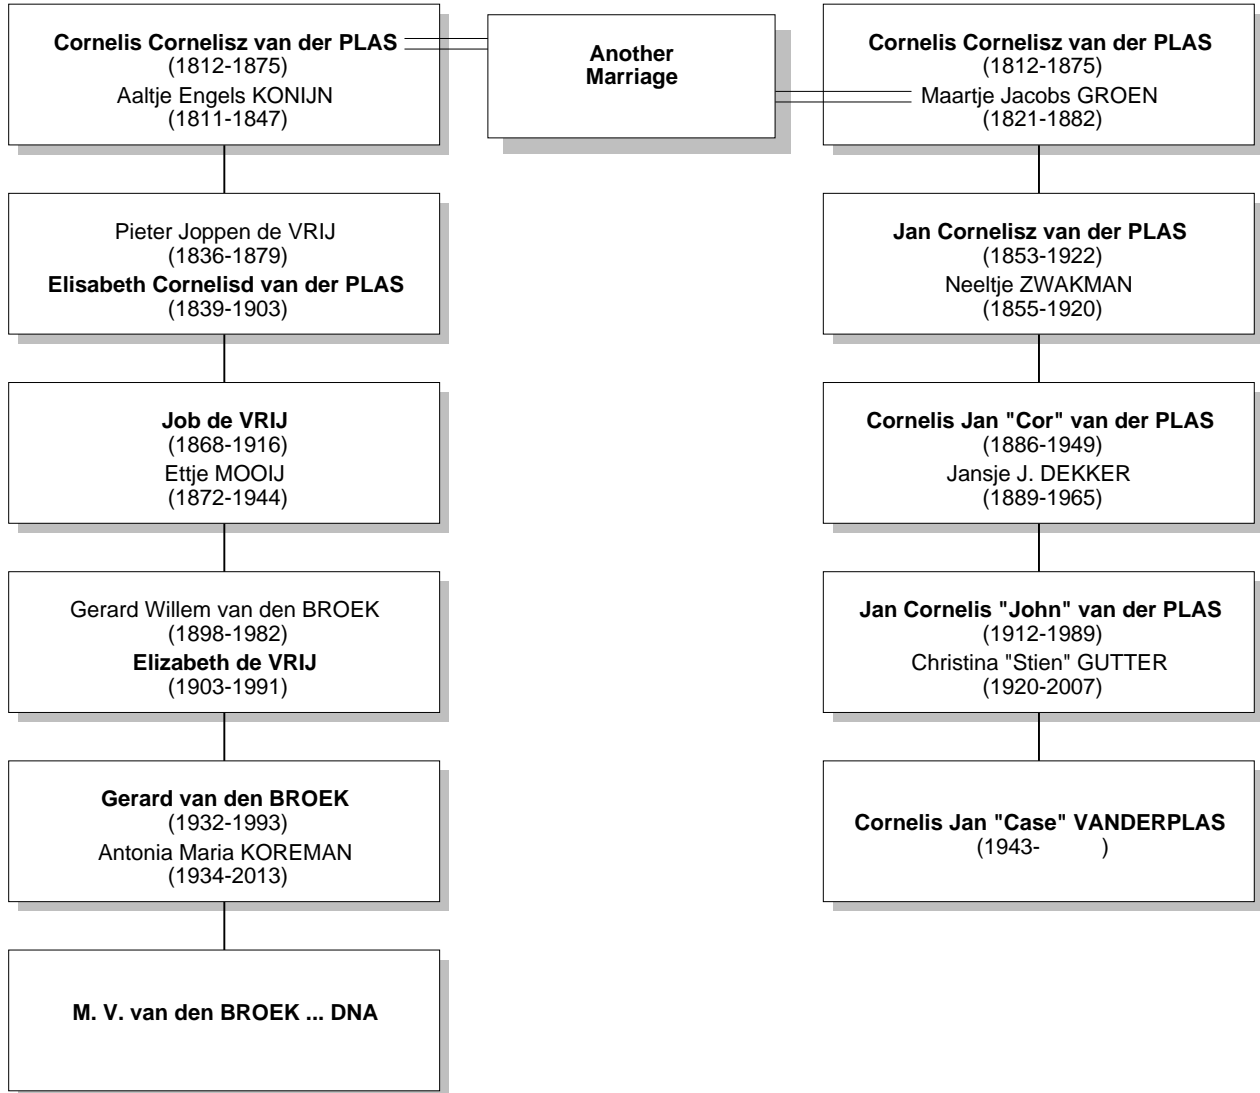 Cornelis Cornelisz van der PLAS
(1812-1875)
Aaltje Engels KONIJN
(1811-1847)
Another
Marriage
Cornelis Cornelisz van der PLAS
(1812-1875)
Maartje Jacobs GROEN
(1821-1882)
Pieter Joppen de VRIJ
(1836-1879)
Elisabeth Cornelisd van der PLAS
(1839-1903)
Jan Cornelisz van der PLAS
(1853-1922)
Neeltje ZWAKMAN
(1855-1920)
Job de VRIJ
(1868-1916)
Ettje MOOIJ
(1872-1944)
Cornelis Jan "Cor" van der PLAS
(1886-1949)
Jansje J. DEKKER
(1889-1965)
Gerard Willem van den BROEK
(1898-1982)
Elizabeth de VRIJ
(1903-1991)
Jan Cornelis "John" van der PLAS
(1912-1989)
Christina "Stien" GUTTER
(1920-2007)
Gerard van den BROEK
(1932-1993)
Antonia Maria KOREMAN
(1934-2013)
Cornelis Jan "Case" VANDERPLAS
(1943-          )
M. V. van den BROEK ... DNA